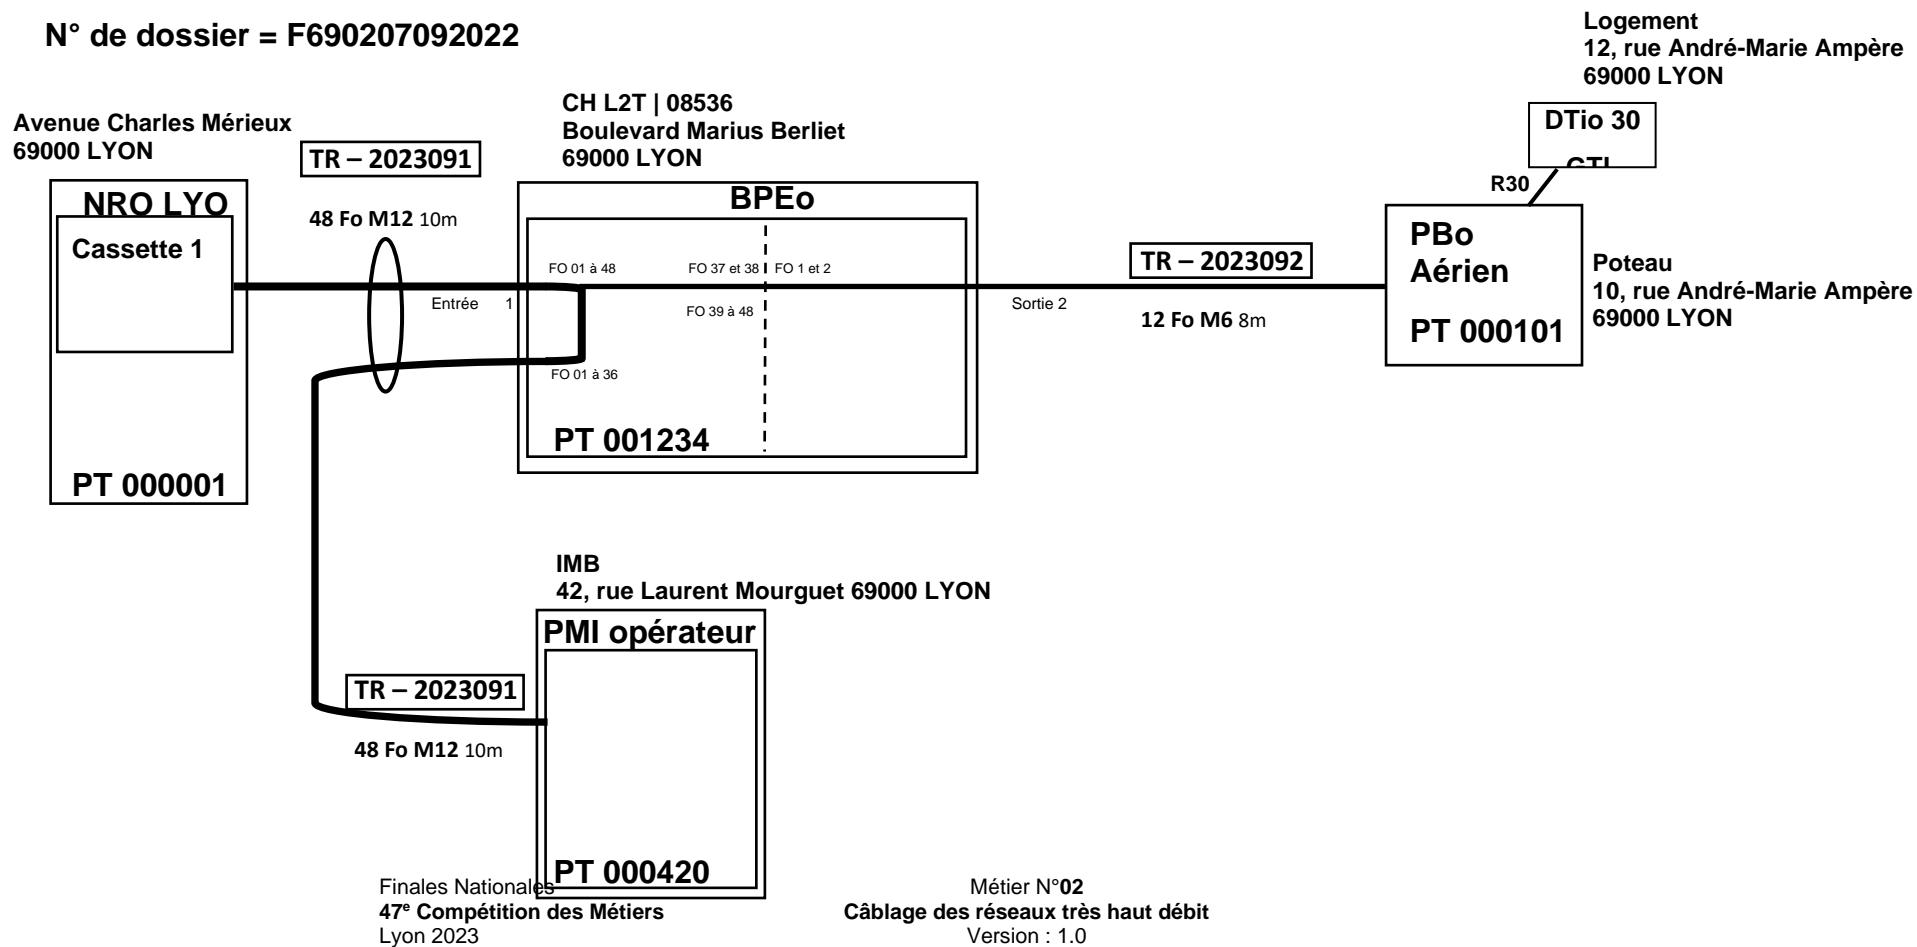 N° de dossier = F690207092022
Logement
12, rue André-Marie Ampère
69000 LYON
DTio 30
R30
Avenue Charles Mérieux
69000 LYON
TR – 2023091
48 Fo M12 10m
NRO LYO
Cassette 1
PT 000001
CH L2T | 08536
Boulevard Marius Berliet
69000 LYON
BPEo
FO 01 à 48
FO 37 et 38
FO 1 et 2
Entrée 1
FO 39 à 48
FO 01 à 36
PT 001234
Sortie 2
TR – 2023092
12 Fo M6 8m
PBo
Aérien
PT 000101
Poteau
10, rue André-Marie Ampère
69000 LYON
IMB
42, rue Laurent Mourguet 69000 LYON
PMI opérateur
TR – 2023091
48 Fo M12 10m
PT 000420
Finales Nationales
47e Compétition des Métiers
Lyon 2023
Métier N°02
Câblage des réseaux très haut débit
Version : 1.0